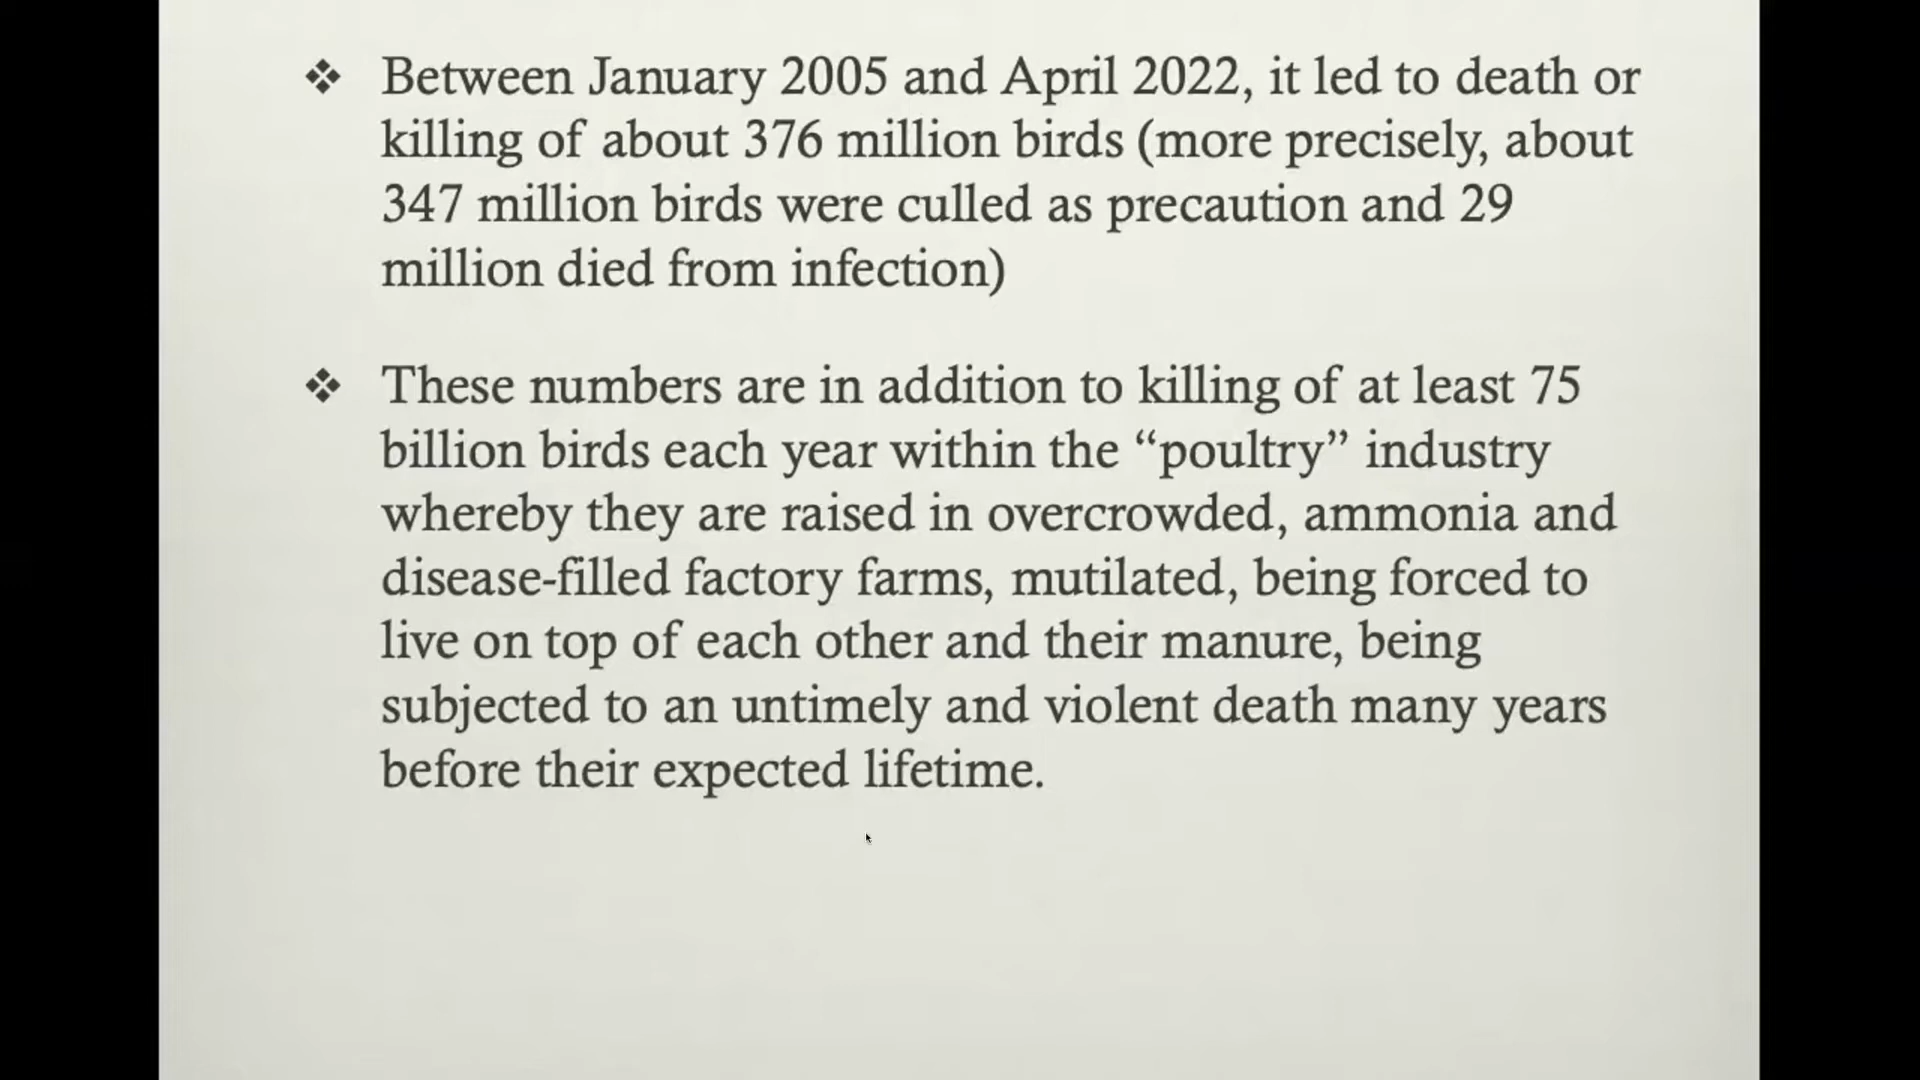 ❖ Between January 2005 and April 2022, it led to death or
killing of about 376 million birds (more precisely, about
347 million birds were culled as precaution and 29
million died from infection)
❖ These numbers are in addition to killing of at least 75
billion birds each year within the “poultry” industry
whereby they are raised in overcrowded, ammonia and
disease-filled factory farms, mutilated, being forced to
live on top of each other and their manure, being
subjected to an untimely and violent death many years
before their expected lifetime.